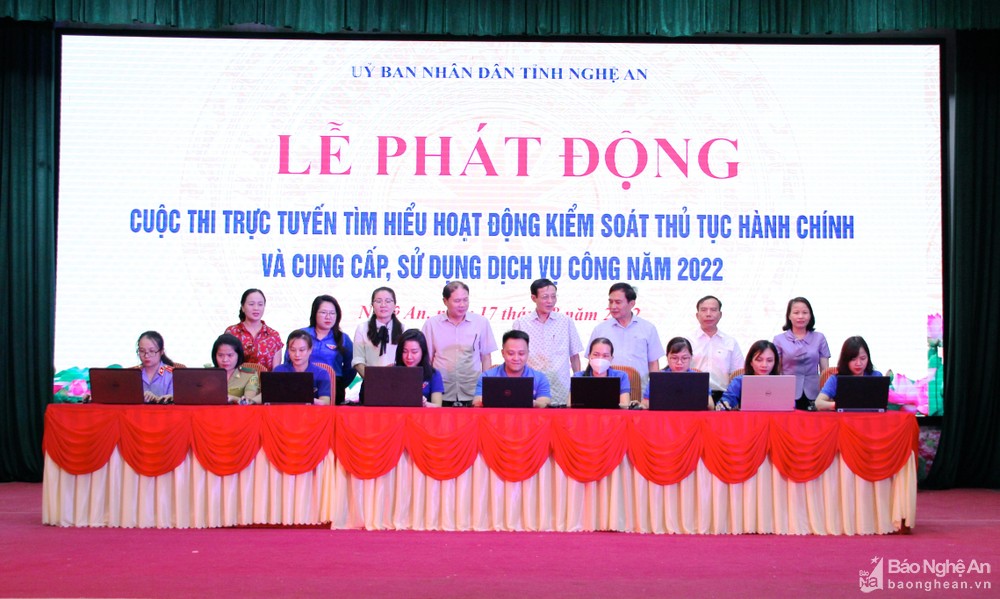 UỶ BAN NHÂN DÂN TỈNH NGHỆ AN
LỄ PHÁT ĐỘNG
CUỘC THI TRỰC TUYẾN TÌM HIỂU HOẠT ĐỘNG KIỂM SOÁT THỦ TỤC HÀNH CHÍNH
VÀ CUNG CẤP, SỬ DỤNG DỊCH VỤ CÔNG NĂM 2022
An, 17 năm
Báo Nghệ An
baonghean.vn